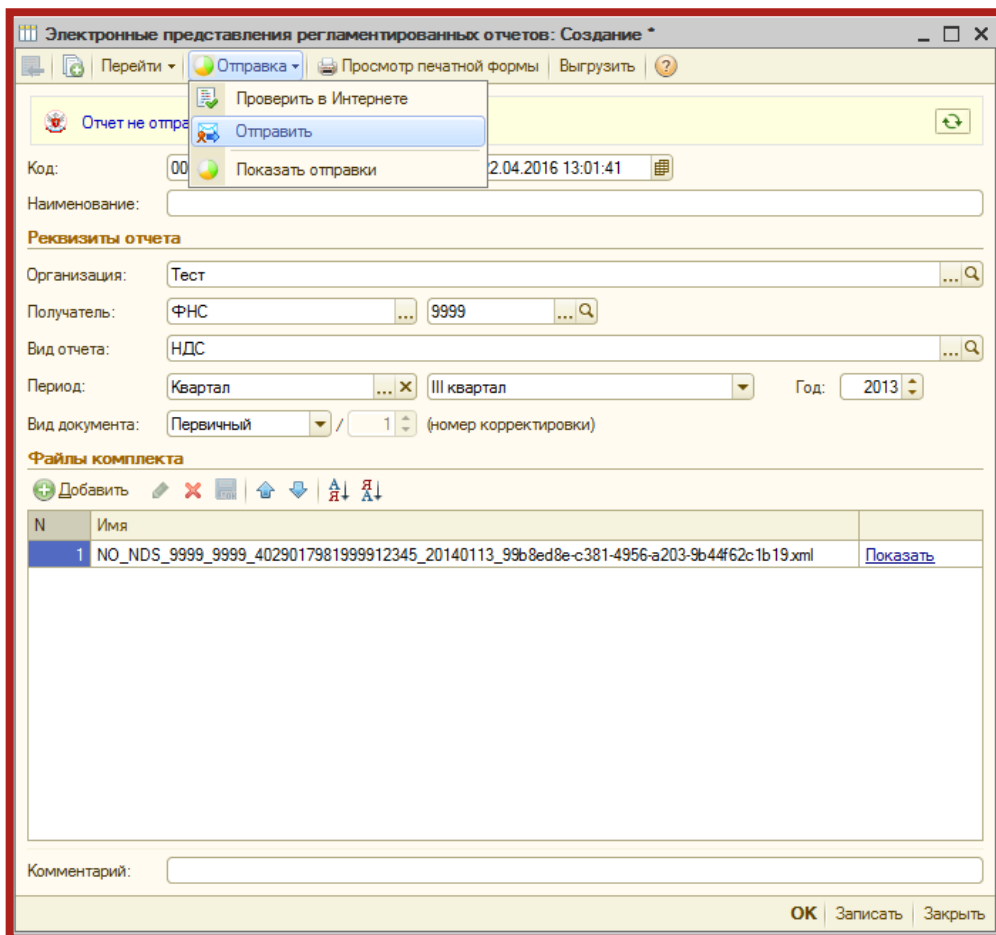 Электронные представления регламентированных отчетов: Создание *
Перейти Отправка Просмотр печатной формы Выгрузить ?
Проверить в Интернете
Отчет не отпра
Отправить
Код: 00 2.04.2016 13:01:41
Показать отправки
Наименование:
Реквизиты отчета
Организация: Тест ...
Получатель: ФНС ... 9999 ...
Вид отчета: НДС ...
Период: Квартал ... III квартал Год: 2013
Вид документа: Первичный / 1 (номер корректировки)
Файлы комплекта
Добавить
N Имя
1 NO_NDS_9999_9999_4029017981999912345_20140113_99b8ed8e-c381-4956-a203-9b44f62c1b19.xml Показать
Комментарий:
OK Записать Закрыть